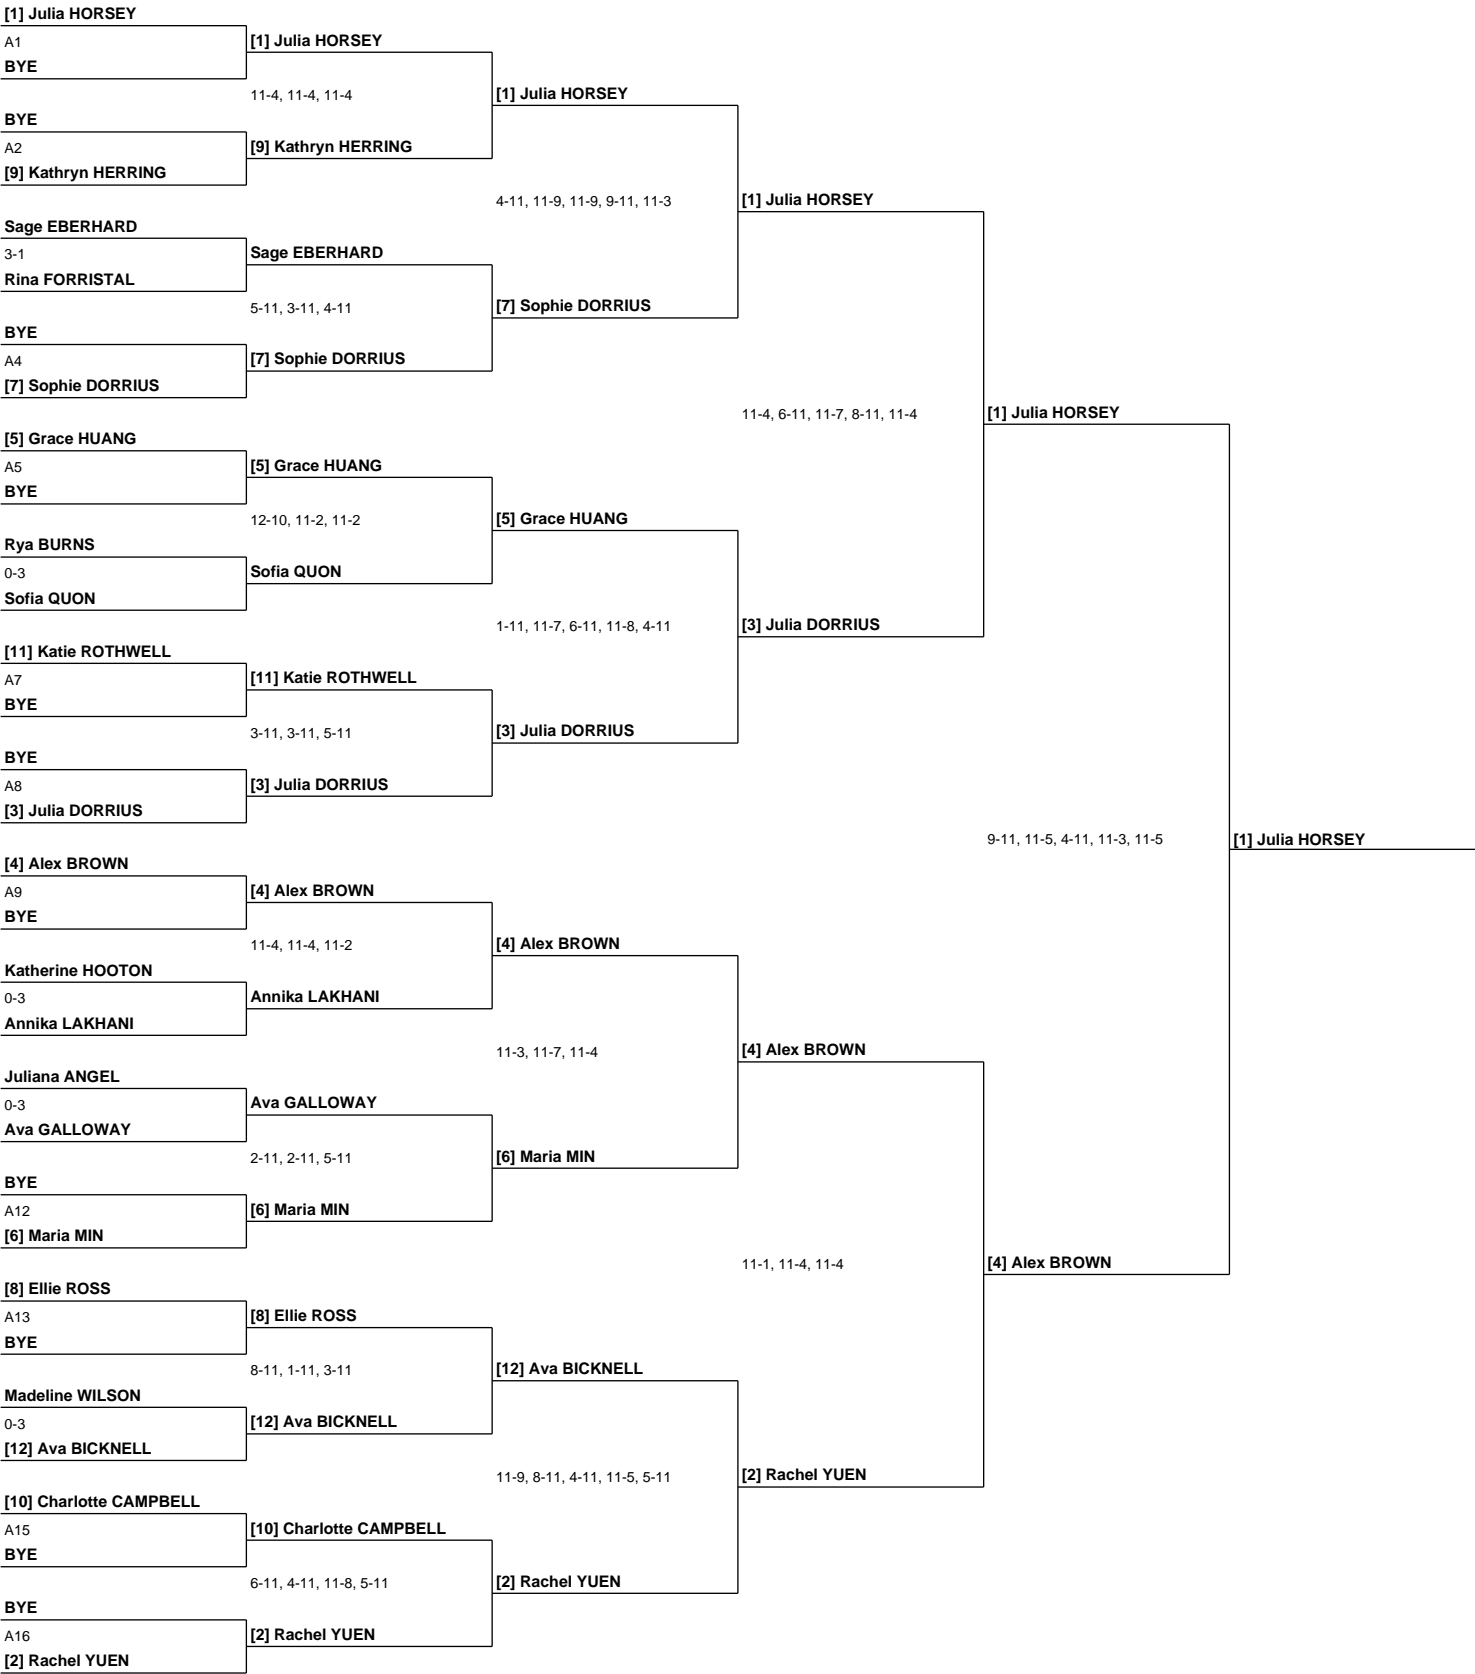 [1] Julia HORSEY
A1
[1] Julia HORSEY
BYE
11-4, 11-4, 11-4
[1] Julia HORSEY
BYE
A2
[9] Kathryn HERRING
[9] Kathryn HERRING
4-11, 11-9, 11-9, 9-11, 11-3
[1] Julia HORSEY
Sage EBERHARD
3-1
Sage EBERHARD
Rina FORRISTAL
5-11, 3-11, 4-11
[7] Sophie DORRIUS
BYE
A4
[7] Sophie DORRIUS
[7] Sophie DORRIUS
11-4, 6-11, 11-7, 8-11, 11-4
[1] Julia HORSEY
[5] Grace HUANG
A5
[5] Grace HUANG
BYE
12-10, 11-2, 11-2
[5] Grace HUANG
Rya BURNS
0-3
Sofia QUON
Sofia QUON
1-11, 11-7, 6-11, 11-8, 4-11
[3] Julia DORRIUS
[11] Katie ROTHWELL
A7
[11] Katie ROTHWELL
BYE
3-11, 3-11, 5-11
[3] Julia DORRIUS
BYE
A8
[3] Julia DORRIUS
[3] Julia DORRIUS
9-11, 11-5, 4-11, 11-3, 11-5
[1] Julia HORSEY
[4] Alex BROWN
A9
[4] Alex BROWN
BYE
11-4, 11-4, 11-2
[4] Alex BROWN
Katherine HOOTON
0-3
Annika LAKHANI
Annika LAKHANI
11-3, 11-7, 11-4
[4] Alex BROWN
Juliana ANGEL
0-3
Ava GALLOWAY
Ava GALLOWAY
2-11, 2-11, 5-11
[6] Maria MIN
BYE
A12
[6] Maria MIN
[6] Maria MIN
11-1, 11-4, 11-4
[4] Alex BROWN
[8] Ellie ROSS
A13
[8] Ellie ROSS
BYE
8-11, 1-11, 3-11
[12] Ava BICKNELL
Madeline WILSON
0-3
[12] Ava BICKNELL
[12] Ava BICKNELL
11-9, 8-11, 4-11, 11-5, 5-11
[2] Rachel YUEN
[10] Charlotte CAMPBELL
A15
[10] Charlotte CAMPBELL
BYE
6-11, 4-11, 11-8, 5-11
[2] Rachel YUEN
BYE
A16
[2] Rachel YUEN
[2] Rachel YUEN